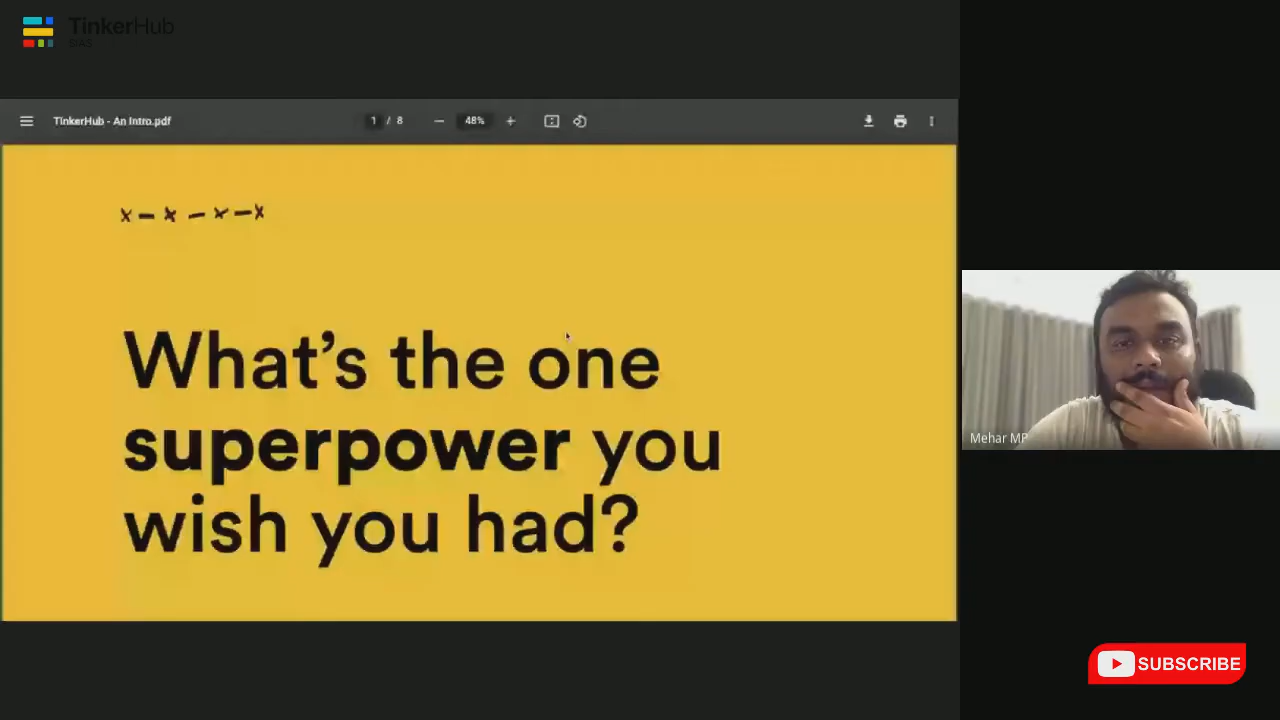 TinkerHub
SIAS
TinkerHub - An Intro.pdf
1 / 8
48%
What's the one
superpower you
wish you had?
Mehar MP
SUBSCRIBE